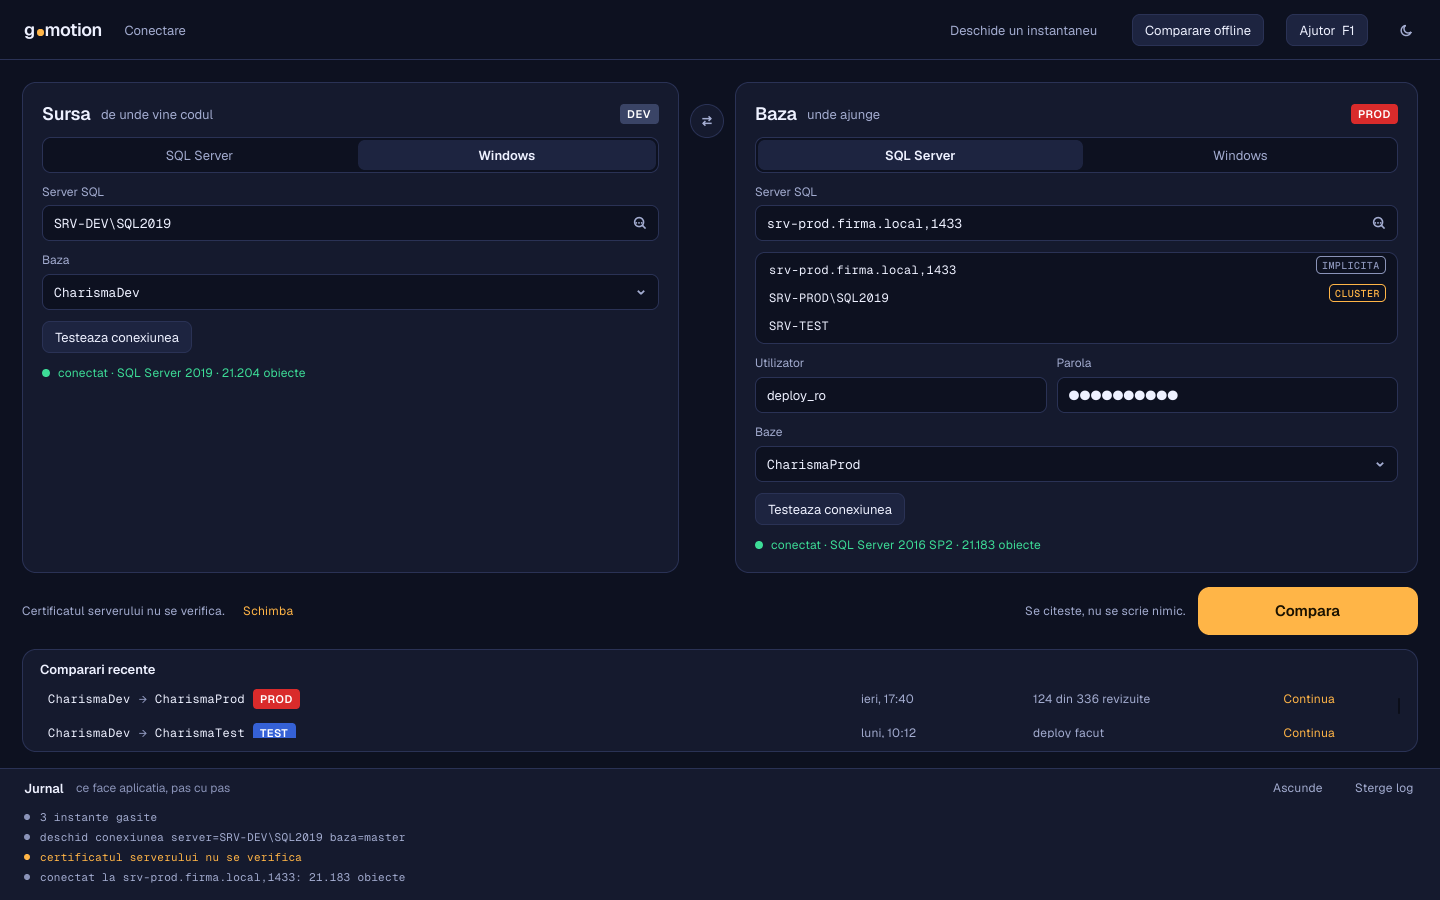 gomotion Conectare Deschide un instantaneu Comparare offline Ajutor F1
Sursa de unde vine codul DEV
SQL Server Windows
Server SQL
SRV-DEV\SQL2019
Baza
CharismaDev
Testeaza conexiunea
conectat · SQL Server 2019 · 21.204 obiecte
Baza unde ajunge PROD
SQL Server Windows
Server SQL
srv-prod.firma.local,1433
srv-prod.firma.local,1433 IMPLICITA
SRV-PROD\SQL2019 CLUSTER
SRV-TEST
Utilizator Parola
deploy_ro ●●●●●●●●●●
Baze
CharismaProd
Testeaza conexiunea
conectat · SQL Server 2016 SP2 · 21.183 obiecte
Certificatul serverului nu se verifica. Schimba Se citeste, nu se scrie nimic. Compara
Comparari recente
CharismaDev → CharismaProd PROD ieri, 17:40 124 din 336 revizuite Continua
CharismaDev → CharismaTest TEST luni, 10:12 deploy facut Continua
Jurnal ce face aplicatia, pas cu pas Ascunde Sterge log
3 instante gasite
deschid conexiunea server=SRV-DEV\SQL2019 baza=master
certificatul serverului nu se verifica
conectat la srv-prod.firma.local,1433: 21.183 obiecte